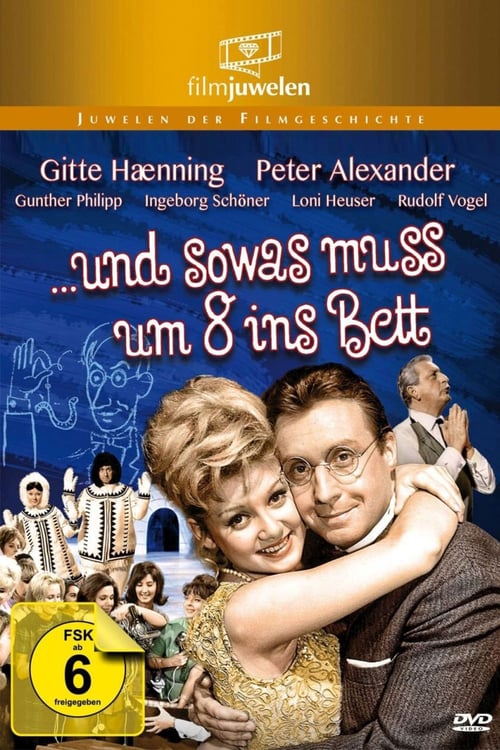 filmjuwelen
JUWELEN DER FILMGESCHICHTE
Gitte Hænning Peter Alexander
Gunther Philipp Ingeborg Schöner Loni Heuser Rudolf Vogel
...und sowas muss
um 8 ins Bett
FSK
ab
6
freigegeben
DVD
VIDEO